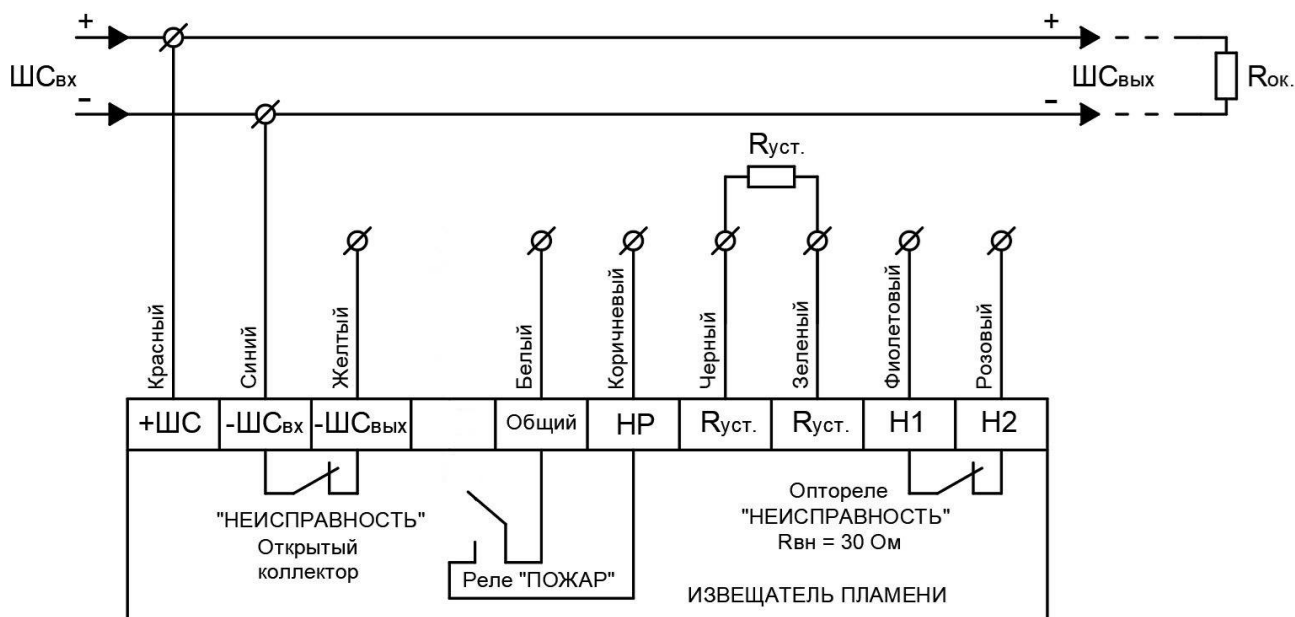 + +
ШСвх ШСвых Rок.
- -
Rуст.
Красный
Синий
Желтый
Белый
Коричневый
Черный
Зеленый
Фиолетовый
Розовый
+ШС -ШСвх -ШСвых Общий НР Rуст. Rуст. Н1 Н2
"НЕИСПРАВНОСТЬ"
Открытый
коллектор
Реле "ПОЖАР"
Оптореле
"НЕИСПРАВНОСТЬ"
Rвн = 30 Ом
ИЗВЕЩАТЕЛЬ ПЛАМЕНИ